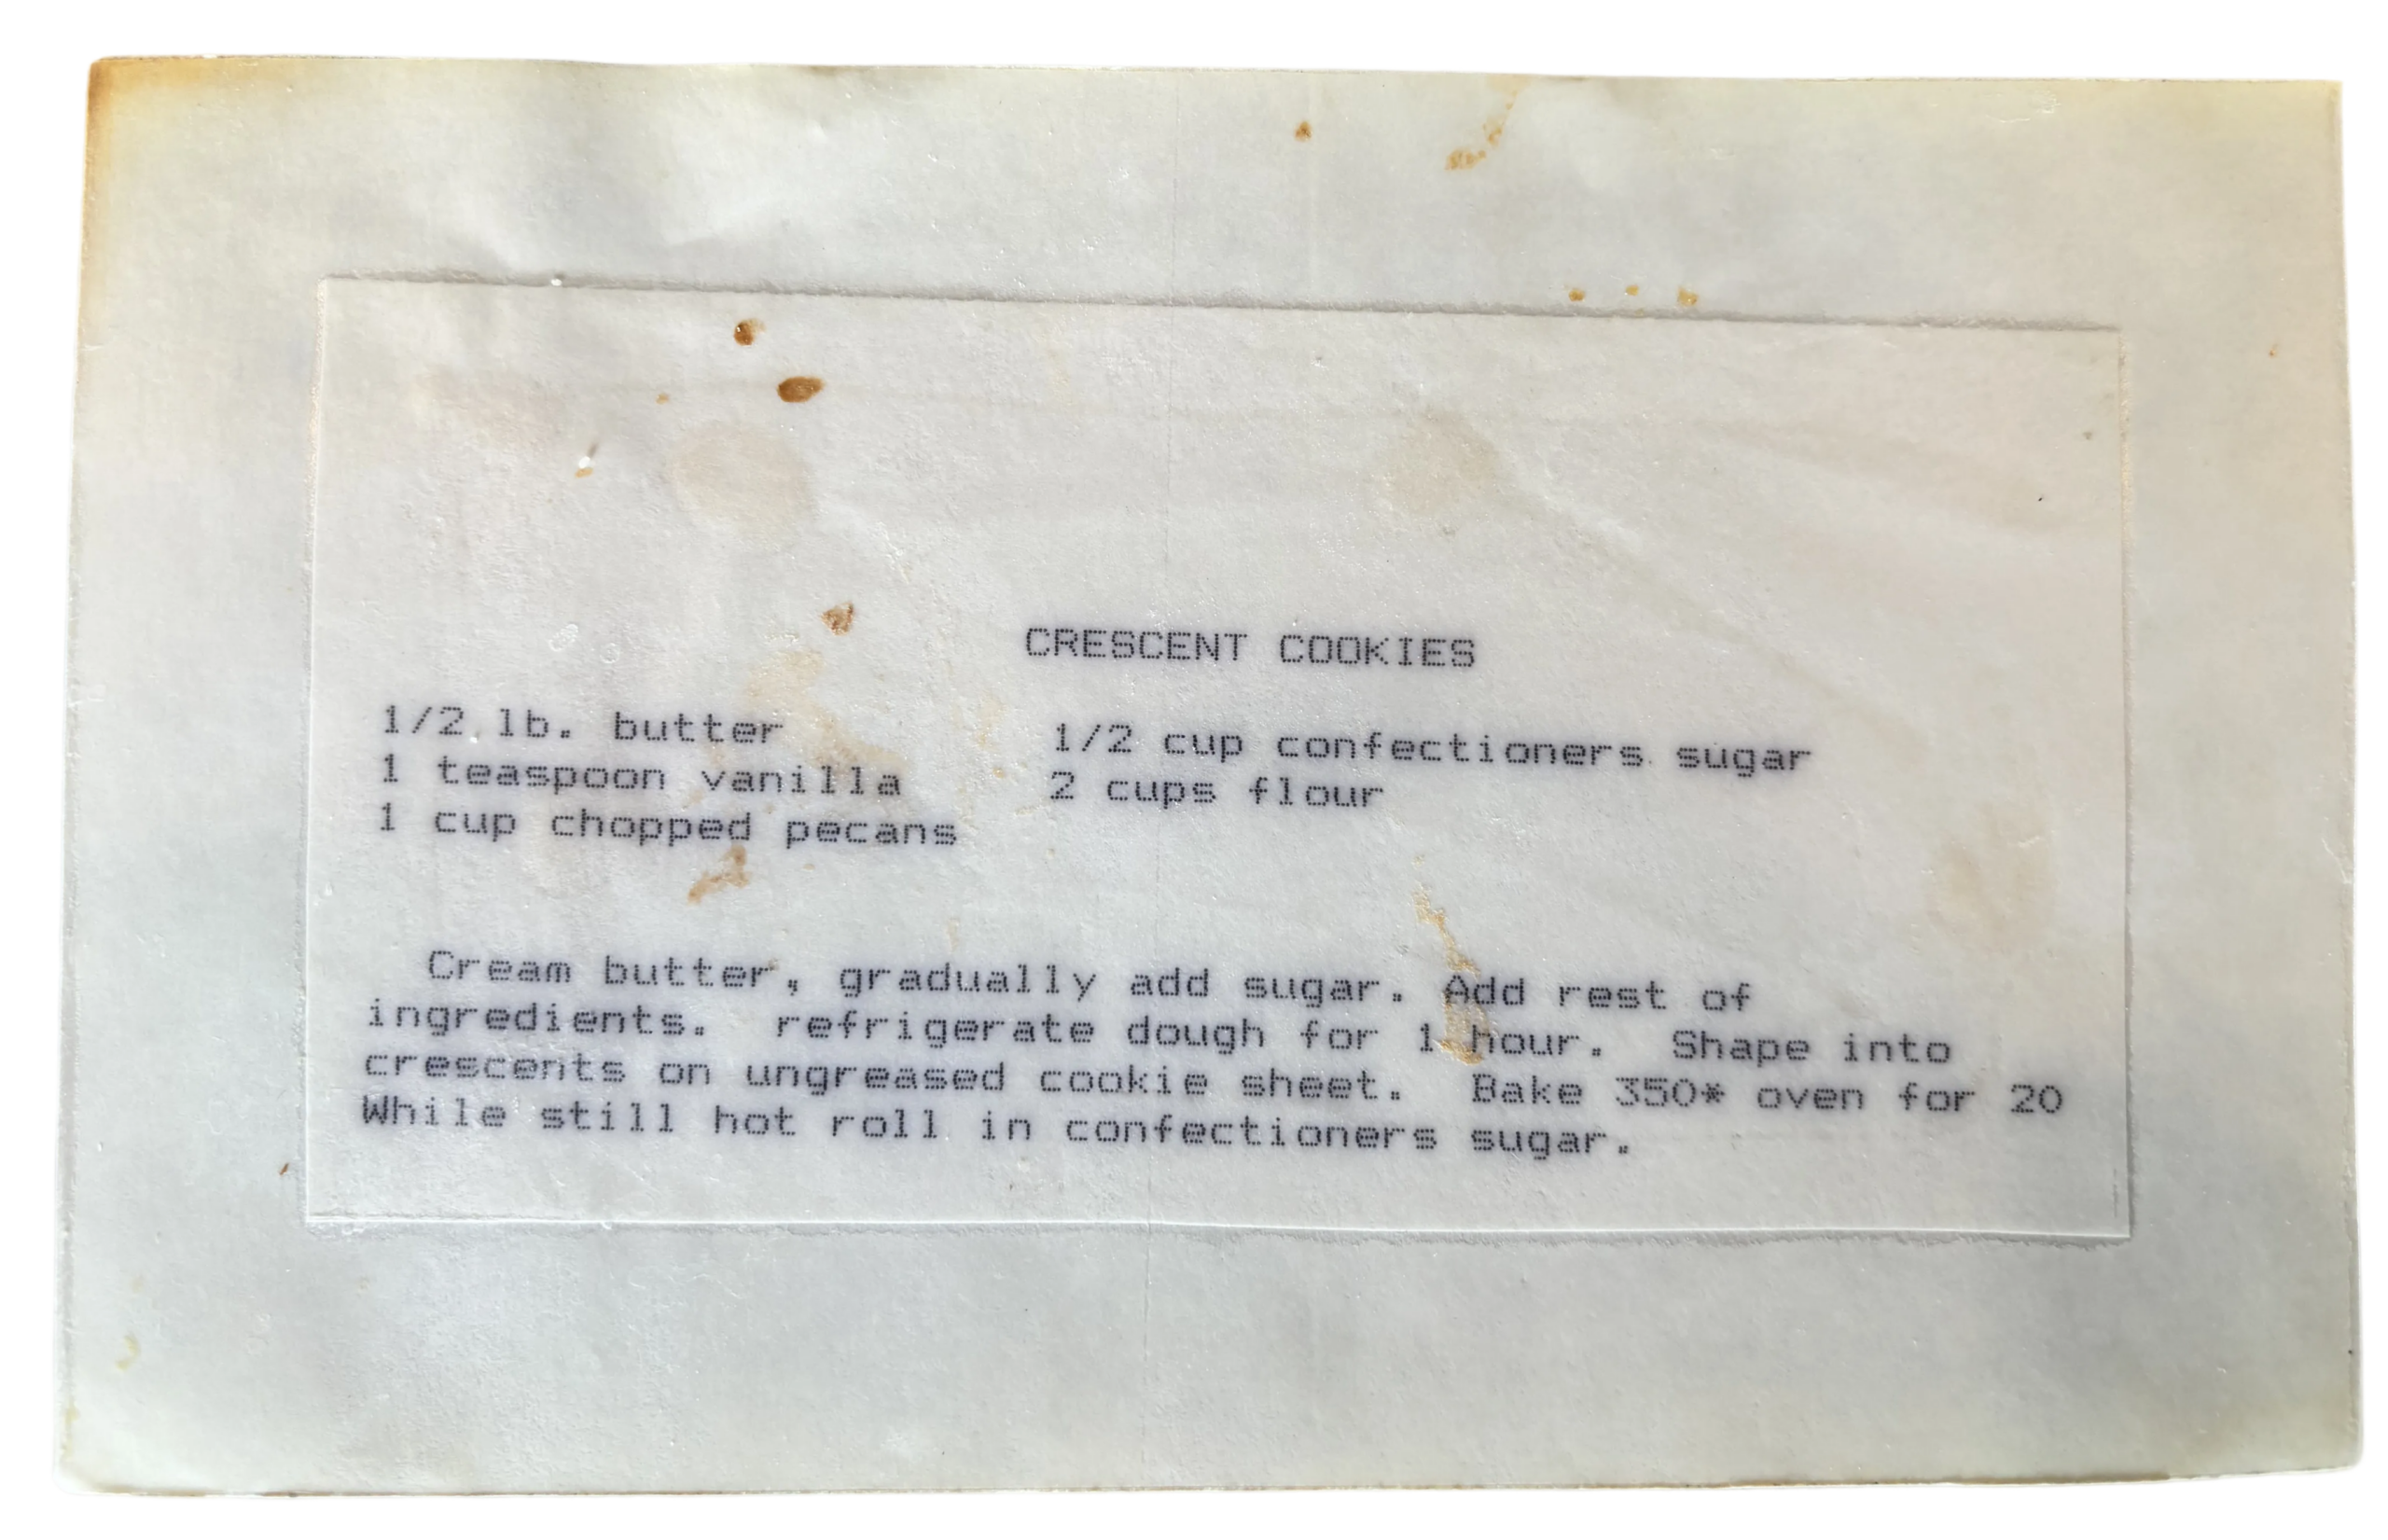 CRESCENT COOKIES
1/2 lb. butter 1/2 cup confectioners sugar
1 teaspoon vanilla 2 cups flour
1 cup chopped pecans
Cream butter, gradually add sugar. Add rest of
ingredients. refrigerate dough for 1 hour. Shape into
crescents on ungreased cookie sheet. Bake 350* oven for 20
While still hot roll in confectioners sugar.